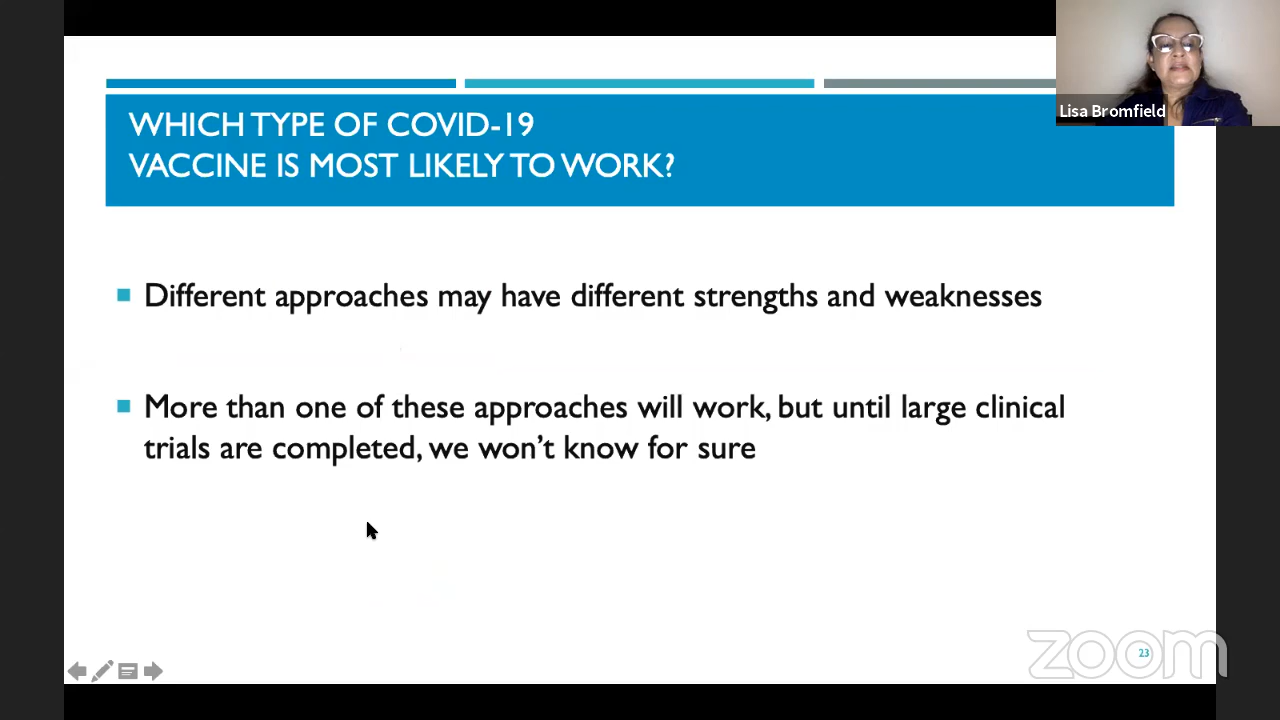 Lisa Bromfield
WHICH TYPE OF COVID-19
VACCINE IS MOST LIKELY TO WORK?
Different approaches may have different strengths and weaknesses
More than one of these approaches will work, but until large clinical
trials are completed, we won't know for sure
zoom
23